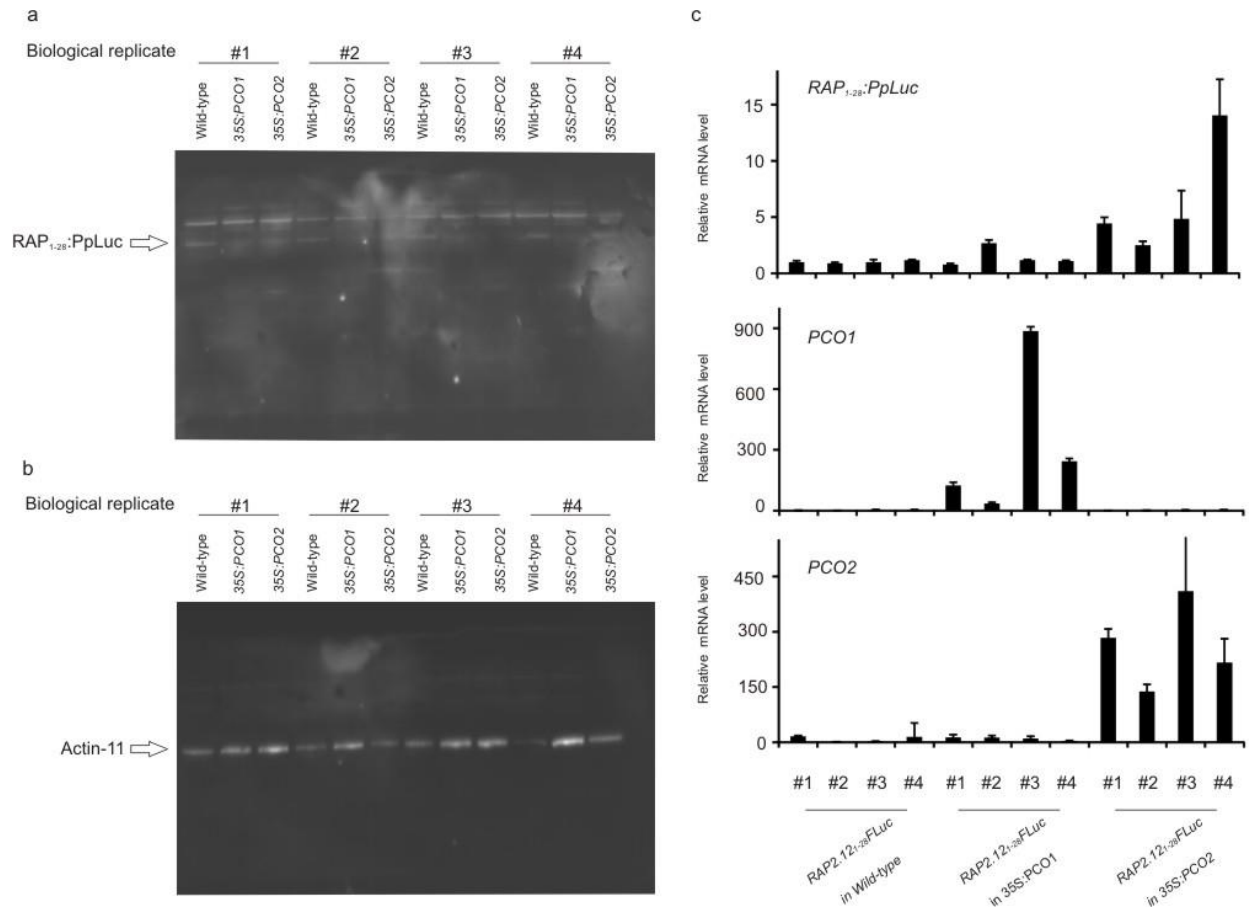 a
Biological replicate #1 #2 #3 #4
Wild-type 35S:PCO1 35S:PCO2 Wild-type 35S:PCO1 35S:PCO2 Wild-type 35S:PCO1 35S:PCO2 Wild-type 35S:PCO1 35S:PCO2
RAP₁₋₂₈:PpLuc
b
Biological replicate #1 #2 #3 #4
Wild-type 35S:PCO1 35S:PCO2 Wild-type 35S:PCO1 35S:PCO2 Wild-type 35S:PCO1 35S:PCO2 Wild-type 35S:PCO1 35S:PCO2
Actin-11
c
RAP₁₋₂₈:PpLuc
Relative mRNA level
15
10
5
0
PCO1
Relative mRNA level
900
600
300
0
PCO2
Relative mRNA level
450
300
150
0
#1 #2 #3 #4 #1 #2 #3 #4 #1 #2 #3 #4
RAP2.12₁₋₂₈FLuc
in Wild-type
RAP2.12₁₋₂₈FLuc
in 35S:PCO1
RAP2.12₁₋₂₈FLuc
in 35S:PCO2